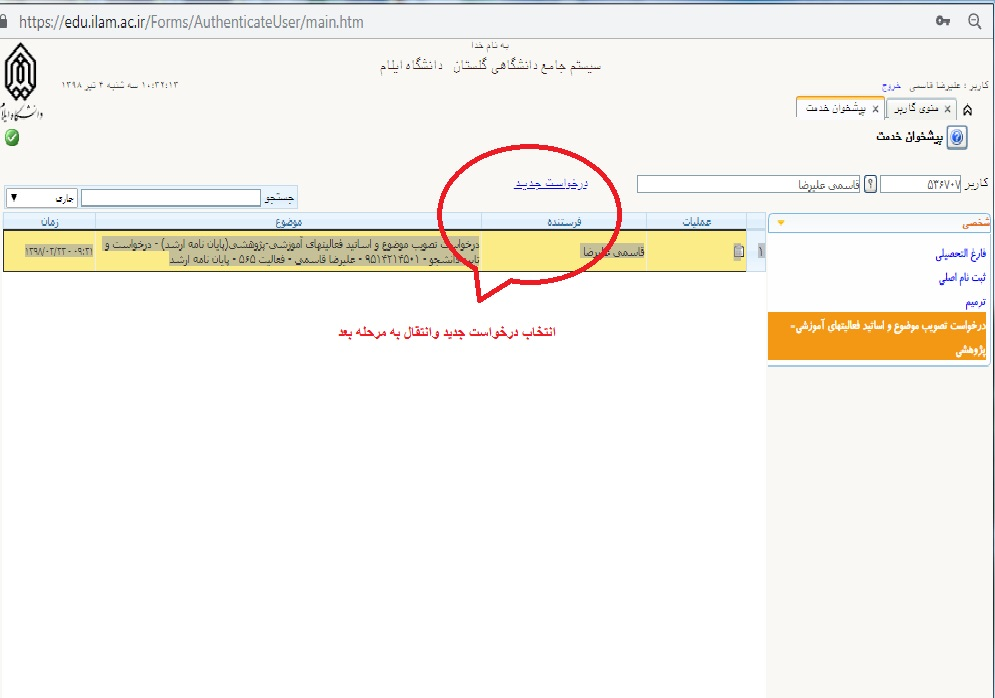 https://edu.ilam.ac.ir/Forms/AuthenticateUser/main.htm
به نام خدا
سیستم جامع دانشگاهی گلستان دانشگاه ایلام
کاربر : علیرضا قاسمی خروج
۱۰:۳۲:۱۳ سه شنبه ۴ تیر ۱۳۹۸
دانشگاه ایلام
منوی کاربر x
پیشخوان خدمت x
پیشخوان خدمت
کاربر ۵۳۶۷۰۷ ؟ قاسمی علیرضا
درخواست جدید
جستجو جاری
عملیات فرستنده موضوع زمان
۱ قاسمی علیرضا درخواست تصویب موضوع و اساتید فعالیتهای آموزشی-پژوهشی(پایان نامه ارشد) - درخواست و
تایید دانشجو - ۹۵۱۴۲۱۴۵۰۱ - علیرضا قاسمی - فعالیت ۵۶۵ - پایان نامه ارشد
۱۳۹۸/۰۲/۲۳ - ۰۹:۲۱
شخصی
فارغ التحصیلی
ثبت نام اصلی
ترمیم
درخواست تصویب موضوع و اساتید فعالیتهای آموزشی-
پژوهشی
انتخاب درخواست جدید وانتقال به مرحله بعد